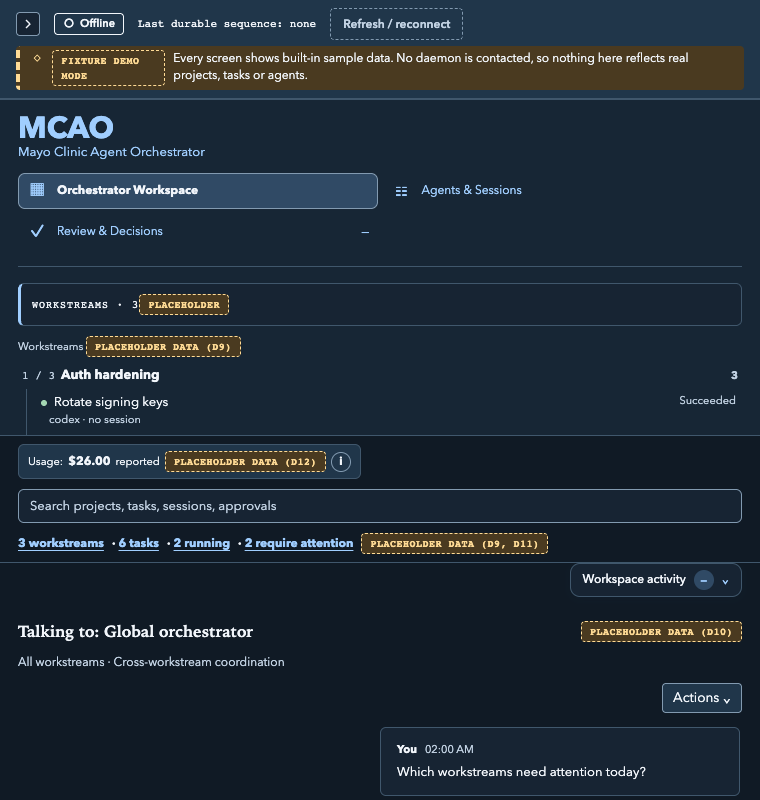 Offline
Last durable sequence: none
Refresh / reconnect
FIXTURE DEMO MODE
Every screen shows built-in sample data. No daemon is contacted, so nothing here reflects real
projects, tasks or agents.
MCAO
Mayo Clinic Agent Orchestrator
Orchestrator Workspace
Agents & Sessions
Review & Decisions –
WORKSTREAMS · 3 PLACEHOLDER
Workstreams PLACEHOLDER DATA (D9)
1 / 3 Auth hardening 3
Rotate signing keys Succeeded
codex · no session
Usage: $26.00 reported PLACEHOLDER DATA (D12) i
Search projects, tasks, sessions, approvals
3 workstreams · 6 tasks · 2 running · 2 require attention PLACEHOLDER DATA (D9, D11)
Workspace activity –
Talking to: Global orchestrator PLACEHOLDER DATA (D10)
All workstreams · Cross-workstream coordination
Actions
You 02:00 AM
Which workstreams need attention today?